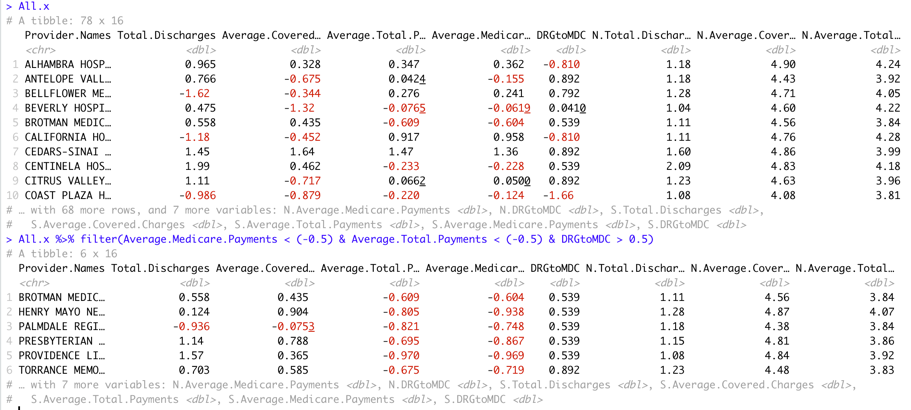 > All.x
# A tibble: 78 x 16
Provider.Names Total.Discharges Average.Covered… Average.Total.P… Average.Medicar… DRGtoMDC N.Total.Dischar… N.Average.Cover… N.Average.Total…
<chr> <dbl> <dbl> <dbl> <dbl> <dbl> <dbl> <dbl> <dbl>
1 ALHAMBRA HOSP… 0.965 0.328 0.347 0.362 -0.810 1.18 4.90 4.24
2 ANTELOPE VALL… 0.766 -0.675 0.0424 -0.155 0.892 1.18 4.43 3.92
3 BELLFLOWER ME… -1.62 -0.344 0.276 0.241 0.792 1.28 4.71 4.05
4 BEVERLY HOSPI… 0.475 -1.32 -0.0765 -0.0619 0.0410 1.04 4.60 4.22
5 BROTMAN MEDIC… 0.558 0.435 -0.609 -0.604 0.539 1.11 4.56 3.84
6 CALIFORNIA HO… -1.18 -0.452 0.917 0.958 -0.810 1.11 4.76 4.28
7 CEDARS-SINAI … 1.45 1.64 1.47 1.36 0.892 1.60 4.86 3.99
8 CENTINELA HOS… 1.99 0.462 -0.233 -0.228 0.539 2.09 4.83 4.18
9 CITRUS VALLEY… 1.11 -0.717 0.0662 0.0500 0.892 1.23 4.63 3.96
10 COAST PLAZA H… -0.986 -0.879 -0.220 -0.124 -1.66 1.08 4.08 3.81
# … with 68 more rows, and 7 more variables: N.Average.Medicare.Payments <dbl>, N.DRGtoMDC <dbl>, S.Total.Discharges <dbl>,
# S.Average.Covered.Charges <dbl>, S.Average.Total.Payments <dbl>, S.Average.Medicare.Payments <dbl>, S.DRGtoMDC <dbl>
> All.x %>% filter(Average.Medicare.Payments < (-0.5) & Average.Total.Payments < (-0.5) & DRGtoMDC > 0.5)
# A tibble: 6 x 16
Provider.Names Total.Discharges Average.Covered… Average.Total.P… Average.Medicar… DRGtoMDC N.Total.Dischar… N.Average.Cover… N.Average.Total…
<chr> <dbl> <dbl> <dbl> <dbl> <dbl> <dbl> <dbl> <dbl>
1 BROTMAN MEDIC… 0.558 0.435 -0.609 -0.604 0.539 1.11 4.56 3.84
2 HENRY MAYO NE… 0.124 0.904 -0.805 -0.938 0.539 1.28 4.87 4.07
3 PALMDALE REGI… -0.936 -0.0753 -0.821 -0.748 0.539 1.18 4.38 3.84
4 PRESBYTERIAN … 1.14 0.788 -0.695 -0.867 0.539 1.15 4.81 3.86
5 PROVIDENCE LI… 1.57 0.365 -0.970 -0.969 0.539 1.08 4.84 3.92
6 TORRANCE MEMO… 0.703 0.585 -0.675 -0.719 0.892 1.23 4.48 3.83
# … with 7 more variables: N.Average.Medicare.Payments <dbl>, N.DRGtoMDC <dbl>, S.Total.Discharges <dbl>, S.Average.Covered.Charges <dbl>,
# S.Average.Total.Payments <dbl>, S.Average.Medicare.Payments <dbl>, S.DRGtoMDC <dbl>